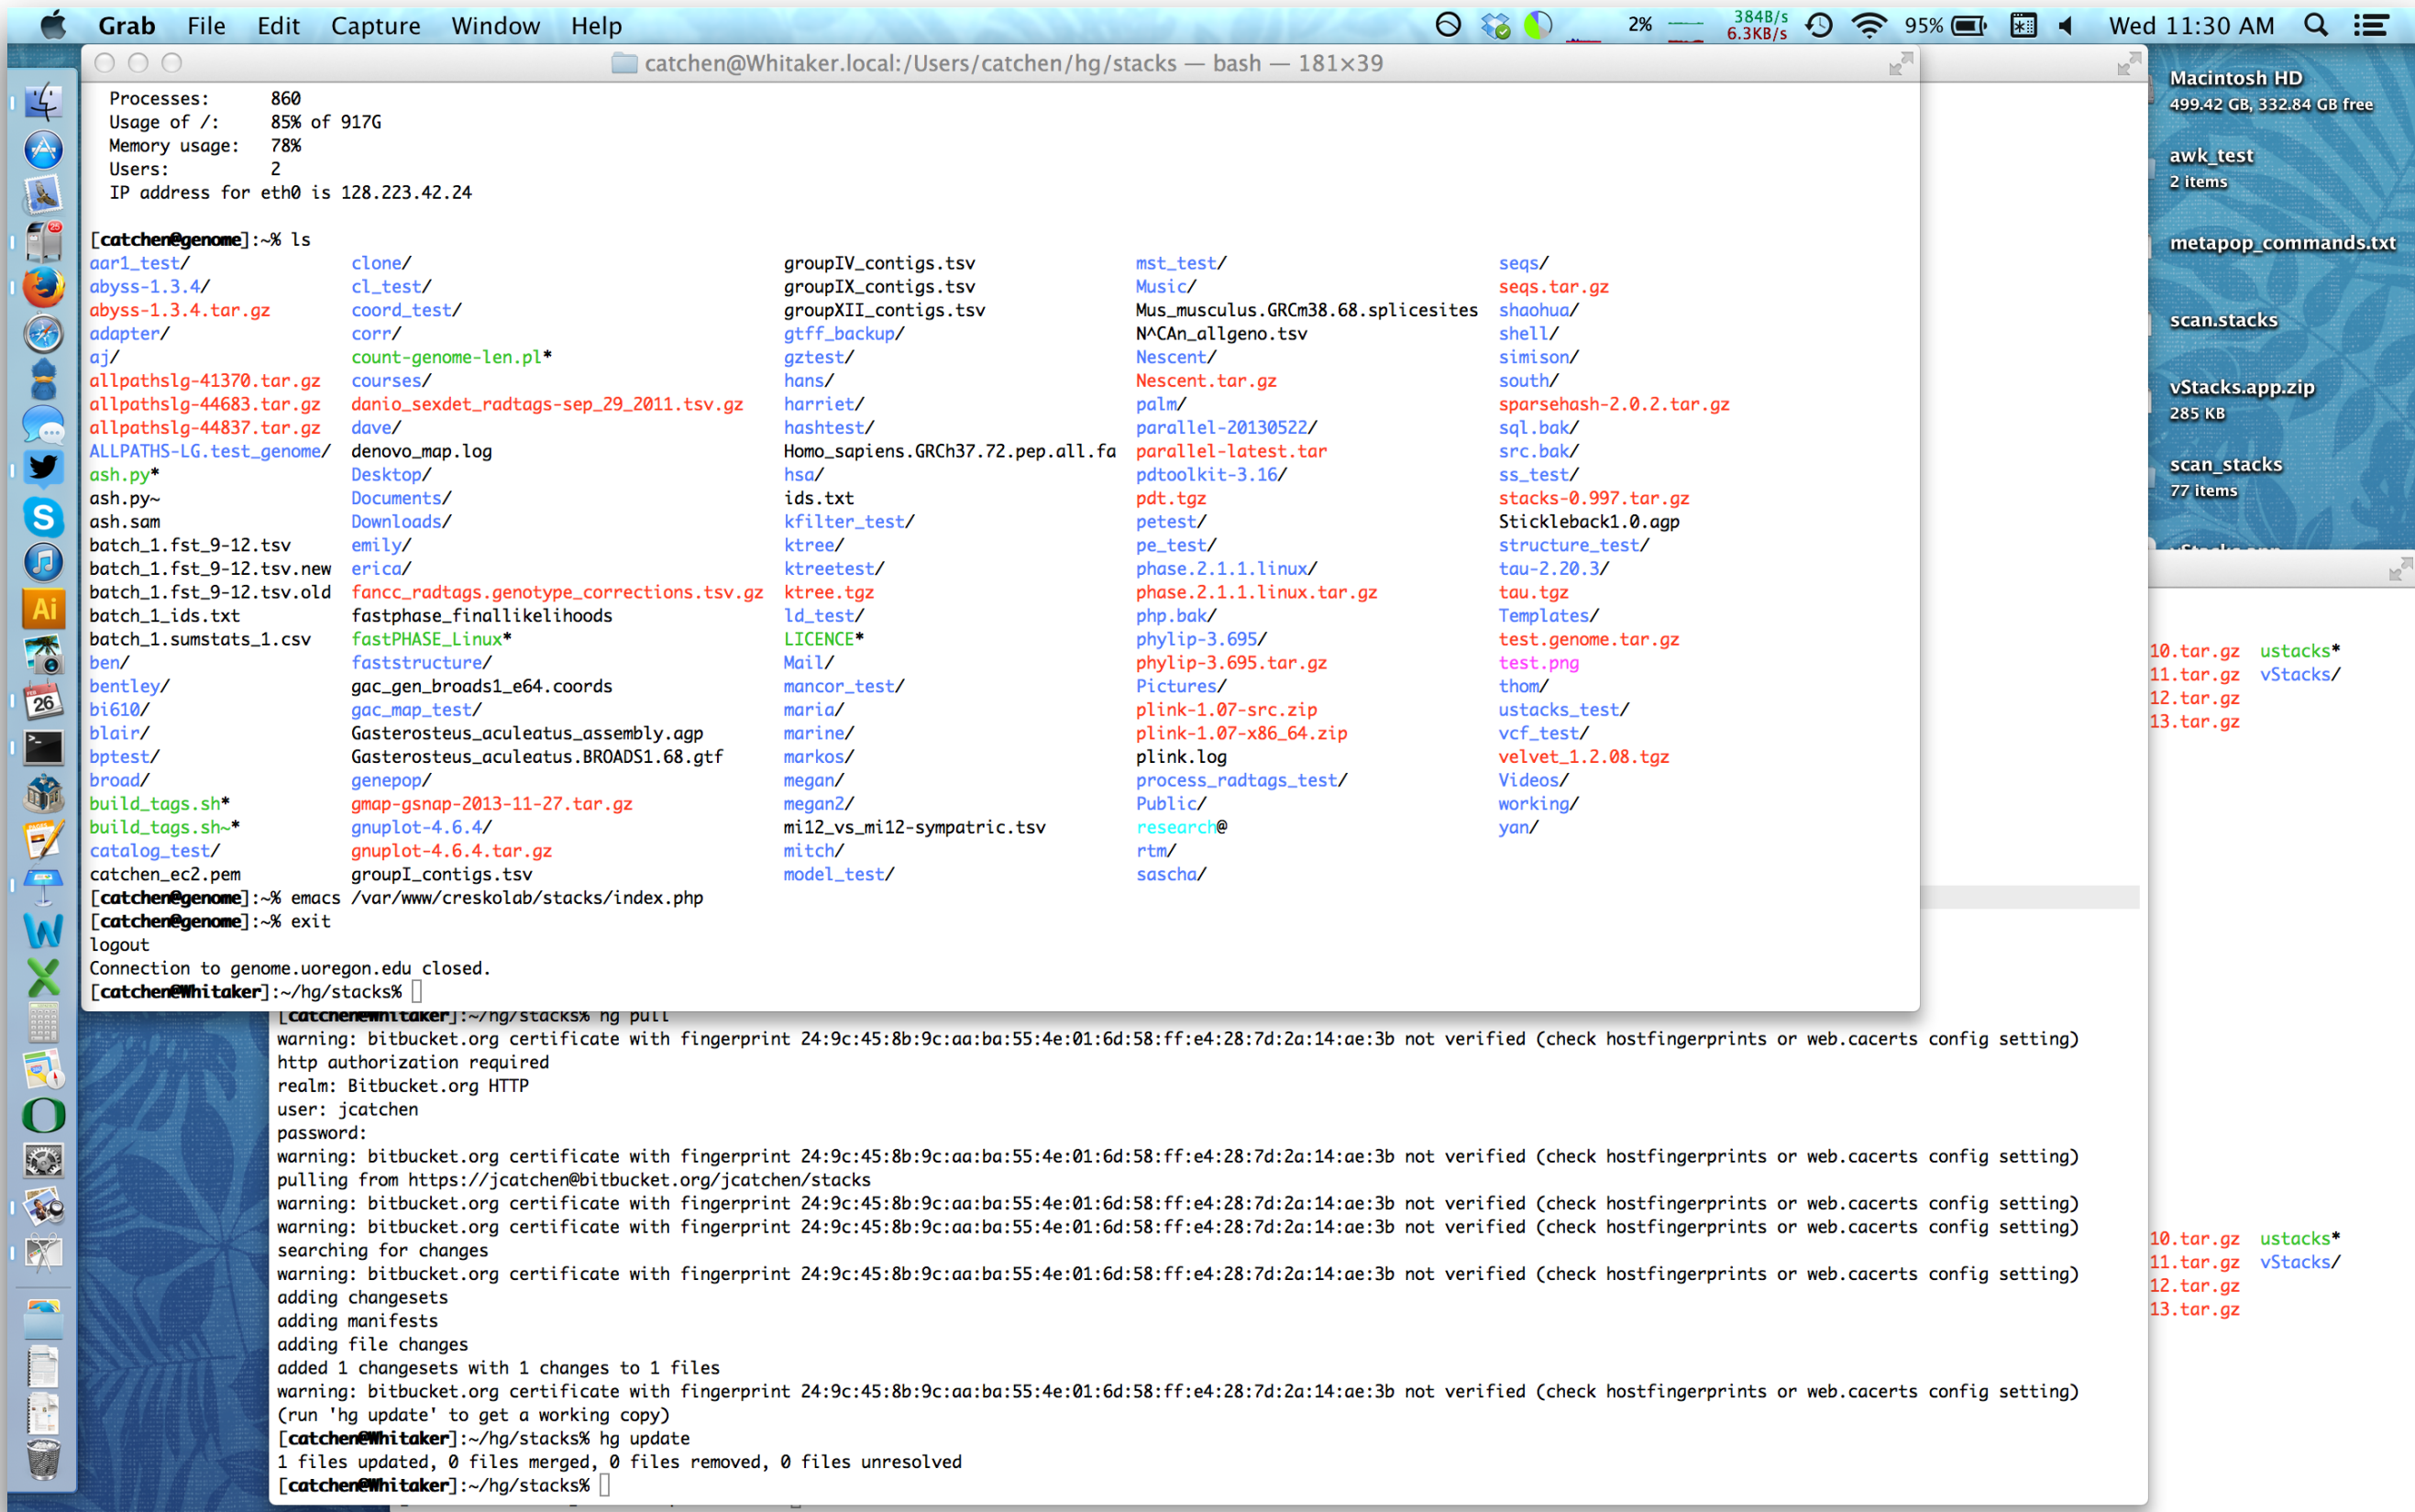 Grab File Edit Capture Window Help 2% 384B/s 6.3KB/s 95% Wed 11:30 AM
catchen@Whitaker.local:/Users/catchen/hg/stacks — bash — 181×39
Processes: 860
Usage of /: 85% of 917G
Memory usage: 78%
Users: 2
IP address for eth0 is 128.223.42.24
[catchen@genome]:~% ls
aar1_test/ clone/ groupIV_contigs.tsv mst_test/ seqs/
abyss-1.3.4/ cl_test/ groupIX_contigs.tsv Music/ seqs.tar.gz
abyss-1.3.4.tar.gz coord_test/ groupXII_contigs.tsv Mus_musculus.GRCm38.68.splicesites shaohua/
adapter/ corr/ gtff_backup/ N^CAn_allgeno.tsv shell/
aj/ count-genome-len.pl* gztest/ Nescent/ simison/
allpathslg-41370.tar.gz courses/ hans/ Nescent.tar.gz south/
allpathslg-44683.tar.gz danio_sexdet_radtags-sep_29_2011.tsv.gz harriet/ palm/ sparsehash-2.0.2.tar.gz
allpathslg-44837.tar.gz dave/ hashtest/ parallel-20130522/ sql.bak/
ALLPATHS-LG.test_genome/ denovo_map.log Homo_sapiens.GRCh37.72.pep.all.fa parallel-latest.tar src.bak/
ash.py* Desktop/ hsa/ pdtoolkit-3.16/ ss_test/
ash.py~ Documents/ ids.txt pdt.tgz stacks-0.997.tar.gz
ash.sam Downloads/ kfilter_test/ petest/ Stickleback1.0.agp
batch_1.fst_9-12.tsv emily/ ktree/ pe_test/ structure_test/
batch_1.fst_9-12.tsv.new erica/ ktreetest/ phase.2.1.1.linux/ tau-2.20.3/
batch_1.fst_9-12.tsv.old fancc_radtags.genotype_corrections.tsv.gz ktree.tgz phase.2.1.1.linux.tar.gz tau.tgz
batch_1_ids.txt fastphase_finallikelihoods ld_test/ php.bak/ Templates/
batch_1.sumstats_1.csv fastPHASE_Linux* LICENCE* phylip-3.695/ test.genome.tar.gz
ben/ faststructure/ Mail/ phylip-3.695.tar.gz test.png
bentley/ gac_gen_broads1_e64.coords mancor_test/ Pictures/ thom/
bi610/ gac_map_test/ maria/ plink-1.07-src.zip ustacks_test/
blair/ Gasterosteus_aculeatus_assembly.agp marine/ plink-1.07-x86_64.zip vcf_test/
bptest/ Gasterosteus_aculeatus.BROADS1.68.gtf markos/ plink.log velvet_1.2.08.tgz
broad/ genepop/ megan/ process_radtags_test/ Videos/
build_tags.sh* gmap-gsnap-2013-11-27.tar.gz megan2/ Public/ working/
build_tags.sh~* gnuplot-4.6.4/ mi12_vs_mi12-sympatric.tsv research@ yan/
catalog_test/ gnuplot-4.6.4.tar.gz mitch/ rtm/
catchen_ec2.pem groupI_contigs.tsv model_test/ sascha/
[catchen@genome]:~% emacs /var/www/creskolab/stacks/index.php
[catchen@genome]:~% exit
logout
Connection to genome.uoregon.edu closed.
[catchen@Whitaker]:~/hg/stacks%
[catchen@Whitaker]:~/hg/stacks% hg pull
warning: bitbucket.org certificate with fingerprint 24:9c:45:8b:9c:aa:ba:55:4e:01:6d:58:ff:e4:28:7d:2a:14:ae:3b not verified (check hostfingerprints or web.cacerts config setting)
http authorization required
realm: Bitbucket.org HTTP
user: jcatchen
password:
warning: bitbucket.org certificate with fingerprint 24:9c:45:8b:9c:aa:ba:55:4e:01:6d:58:ff:e4:28:7d:2a:14:ae:3b not verified (check hostfingerprints or web.cacerts config setting)
pulling from https://jcatchen@bitbucket.org/jcatchen/stacks
warning: bitbucket.org certificate with fingerprint 24:9c:45:8b:9c:aa:ba:55:4e:01:6d:58:ff:e4:28:7d:2a:14:ae:3b not verified (check hostfingerprints or web.cacerts config setting)
warning: bitbucket.org certificate with fingerprint 24:9c:45:8b:9c:aa:ba:55:4e:01:6d:58:ff:e4:28:7d:2a:14:ae:3b not verified (check hostfingerprints or web.cacerts config setting)
searching for changes
warning: bitbucket.org certificate with fingerprint 24:9c:45:8b:9c:aa:ba:55:4e:01:6d:58:ff:e4:28:7d:2a:14:ae:3b not verified (check hostfingerprints or web.cacerts config setting)
adding changesets
adding manifests
adding file changes
added 1 changesets with 1 changes to 1 files
warning: bitbucket.org certificate with fingerprint 24:9c:45:8b:9c:aa:ba:55:4e:01:6d:58:ff:e4:28:7d:2a:14:ae:3b not verified (check hostfingerprints or web.cacerts config setting)
(run 'hg update' to get a working copy)
[catchen@Whitaker]:~/hg/stacks% hg update
1 files updated, 0 files merged, 0 files removed, 0 files unresolved
[catchen@Whitaker]:~/hg/stacks%
Macintosh HD
499.42 GB, 332.84 GB free
awk_test
2 items
metapop_commands.txt
scan.stacks
vStacks.app.zip
285 KB
scan_stacks
77 items
10.tar.gz ustacks*
11.tar.gz vStacks/
12.tar.gz
13.tar.gz
10.tar.gz ustacks*
11.tar.gz vStacks/
12.tar.gz
13.tar.gz
25
Ai
FEB
26